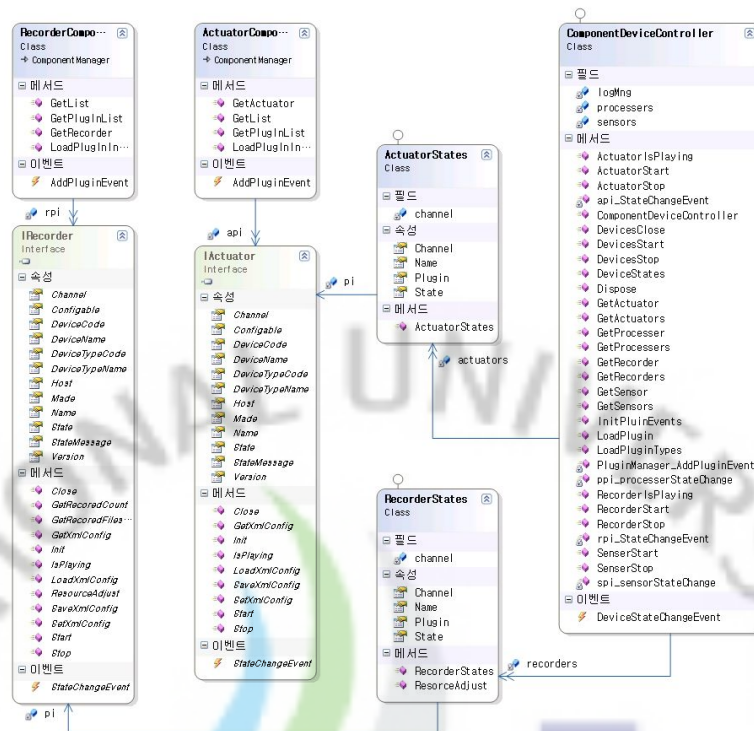 RecorderCompo…
Class
Component Manager
메서드
GetList
GetPlugInList
GetRecorder
LoadPlugInIn…
이벤트
AddPluginEvent
rpi
IRecorder
Interface
속성
Channel
Configable
DeviceCode
DeviceName
DeviceTypeCode
DeviceTypeName
Host
Made
Name
State
StateMessage
Version
메서드
Close
GetRecoredCount
GetRecoredFiles…
GetXmlConfig
Init
IsPlaying
LoadXmlConfig
ResourceAdjust
SaveXmlConfig
SetXmlConfig
Start
Stop
이벤트
StateChangeEvent
pi
ActuatorCompo…
Class
Component Manager
메서드
GetActuator
GetList
GetPlugInList
LoadPlugInIn…
이벤트
AddPluginEvent
api
IActuator
Interface
속성
Channel
Configable
DeviceCode
DeviceName
DeviceTypeCode
DeviceTypeName
Host
Made
Name
State
StateMessage
Version
메서드
Close
GetXmlConfig
Init
IsPlaying
LoadXmlConfig
SaveXmlConfig
SetXmlConfig
Start
Stop
이벤트
StateChangeEvent
pi
ActuatorStates
Class
필드
channel
속성
Channel
Name
Plugin
State
메서드
ActuatorStates
actuators
RecorderStates
Class
필드
channel
속성
Channel
Name
Plugin
State
메서드
RecorderStates
ResorceAdjust
recorders
ComponentDeviceController
Class
필드
logMng
processers
sensors
메서드
ActuatorIsPlaying
ActuatorStart
ActuatorStop
api_StateChangeEvent
ComponentDeviceController
DevicesClose
DevicesStart
DevicesStop
DeviceStates
Dispose
GetActuator
GetActuators
GetProcesser
GetProcessers
GetRecorder
GetRecorders
GetSensor
GetSensors
InitPluinEvents
LoadPlugin
LoadPluginTypes
PluginManager_AddPluginEvent
ppi_processerStateChange
RecorderIsPlaying
RecorderStart
RecorderStop
rpi_StateChangeEvent
SenserStart
SenserStop
spi_sensorStateChange
이벤트
DeviceStateChangeEvent